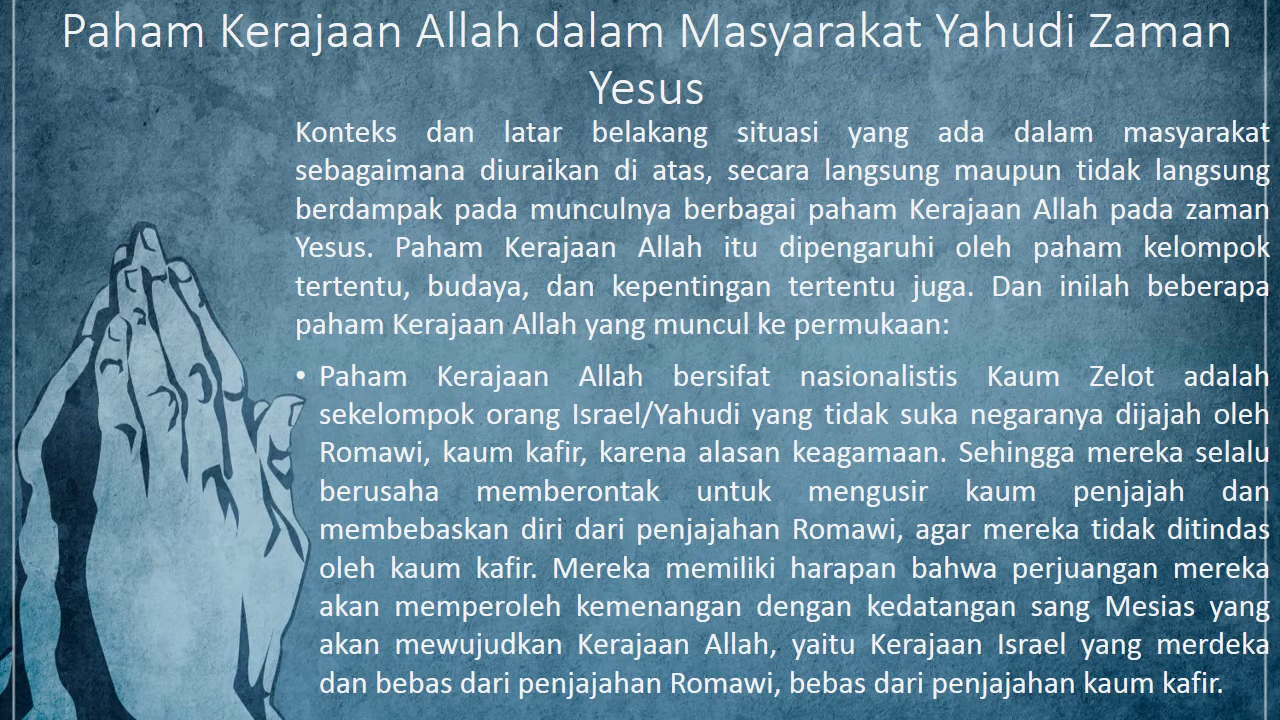 Paham Kerajaan Allah dalam Masyarakat Yahudi Zaman
Yesus
Konteks dan latar belakang situasi yang ada dalam masyarakat
sebagaimana diuraikan di atas, secara langsung maupun tidak langsung
berdampak pada munculnya berbagai paham Kerajaan Allah pada zaman
Yesus. Paham Kerajaan Allah itu dipengaruhi oleh paham kelompok
tertentu, budaya, dan kepentingan tertentu juga. Dan inilah beberapa
paham Kerajaan Allah yang muncul ke permukaan:
• Paham Kerajaan Allah bersifat nasionalistis Kaum Zelot adalah
sekelompok orang Israel/Yahudi yang tidak suka negaranya dijajah oleh
Romawi, kaum kafir, karena alasan keagamaan. Sehingga mereka selalu
berusaha memberontak untuk mengusir kaum penjajah dan
membebaskan diri dari penjajahan Romawi, agar mereka tidak ditindas
oleh kaum kafir. Mereka memiliki harapan bahwa perjuangan mereka
akan memperoleh kemenangan dengan kedatangan sang Mesias yang
akan mewujudkan Kerajaan Allah, yaitu Kerajaan Israel yang merdeka
dan bebas dari penjajahan Romawi, bebas dari penjajahan kaum kafir.